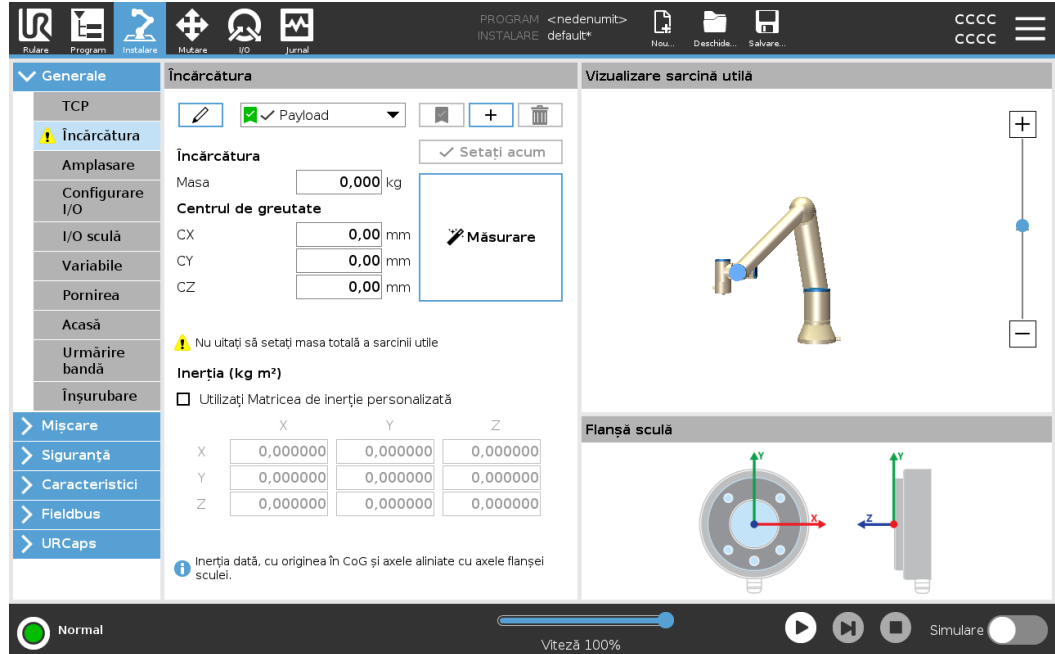 UR
Rulare
Program
Instalare
Mutare
I/O
Jurnal
PROGRAM <nedenumit>
INSTALARE default*
Nou...
Deschide...
Salvare...
CCCC
CCCC
Generale
TCP
Încărcătura
Amplasare
Configurare
I/O
I/O sculă
Variabile
Pornirea
Acasă
Urmărire
bandă
Înșurubare
Mișcare
Siguranță
Caracteristici
Fieldbus
URCaps
Încărcătura
Payload
Setați acum
Încărcătura
Masa 0,000 kg
Centrul de greutate
CX 0,00 mm
CY 0,00 mm
CZ 0,00 mm
Măsurare
Nu uitați să setați masa totală a sarcinii utile
Inerția (kg m²)
Utilizați Matricea de inerție personalizată
X Y Z
X 0,000000 0,000000 0,000000
Y 0,000000 0,000000 0,000000
Z 0,000000 0,000000 0,000000
Inerția dată, cu originea în CoG și axele aliniate cu axele flanșei
sculei.
Vizualizare sarcină utilă
Flanșă sculă
Y
X
Y
Z
Normal
Viteză 100%
Simulare